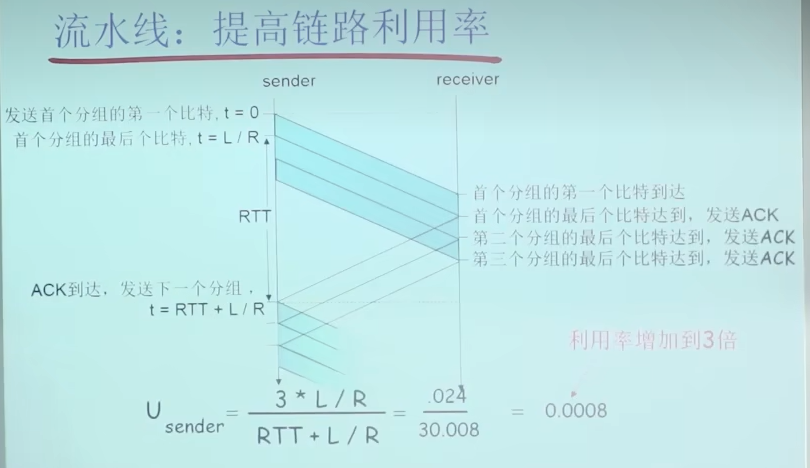 流水线：提高链路利用率
sender
receiver
发送首个分组的第一个比特, t = 0
首个分组的最后个比特, t = L / R
RTT
首个分组的第一个比特到达
首个分组的最后个比特达到，发送ACK
第二个分组的最后个比特达到，发送ACK
第三个分组的最后个比特达到，发送ACK
ACK到达，发送下一个分组，
t = RTT + L / R
利用率增加到3倍
U sender = 3 * L / R / RTT + L / R = .024 / 30.008 = 0.0008